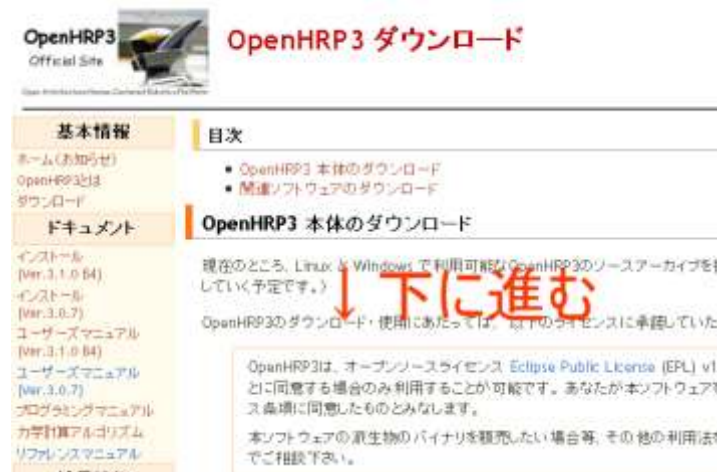 OpenHRP3
Official Site
OpenHRP3 ダウンロード
基本情報
ホーム(お知らせ)
OpenHRP3とは
ダウンロード
ドキュメント
インストール
(Ver.3.1.0 B4)
インストール
(Ver.3.0.7)
ユーザーズマニュアル
(Ver.3.1.0 B4)
ユーザーズマニュアル
(Ver.3.0.7)
プログラミングマニュアル
力学計算アルゴリズム
リファレンスマニュアル
目次
OpenHRP3 本体のダウンロード
関連ソフトウェアのダウンロード
OpenHRP3 本体のダウンロード
現在のところ、Linux と Windows で利用可能なOpenHRP3のソースアーカイブを
していく予定です。)
↓下に進む
OpenHRP3のダウンロード・使用にあたっては、以下のライセンスに承諾していた
OpenHRP3は、オープンソースライセンス Eclipse Public License (EPL) v1
とに同意する場合のみ利用することが可能です。あなたが本ソフトウェアを
ス条項に同意したものとみなします。
本ソフトウェアの派生物のバイナリを販売したい場合等、その他の利用法
でご相談下さい。